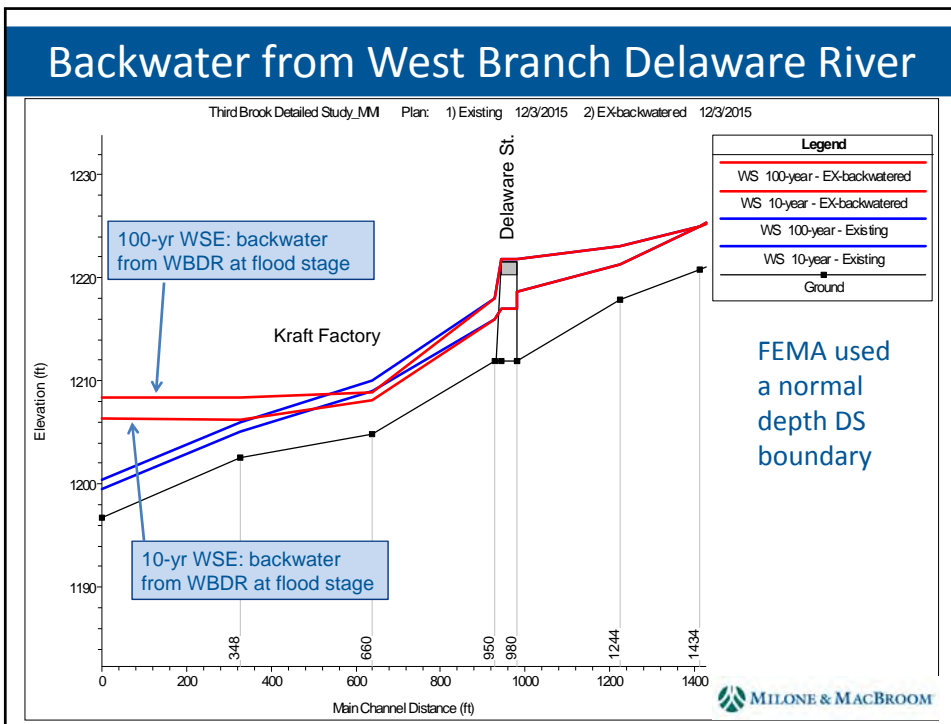 Backwater from West Branch Delaware River
Third Brook Detailed Study_MMI Plan: 1) Existing 12/3/2015 2) EX-backwatered 12/3/2015
Legend
WS 100-year - EX-backwatered
WS 10-year - EX-backwatered
WS 100-year - Existing
WS 10-year - Existing
Ground
Delaware St.
100-yr WSE: backwater
from WBDR at flood stage
Kraft Factory
FEMA used
a normal
depth DS
boundary
10-yr WSE: backwater
from WBDR at flood stage
Elevation (ft)
1230
1220
1210
1200
1190
348
660
950
980
1244
1434
0 200 400 600 800 1000 1200 1400
Main Channel Distance (ft)
MILONE & MACBROOM